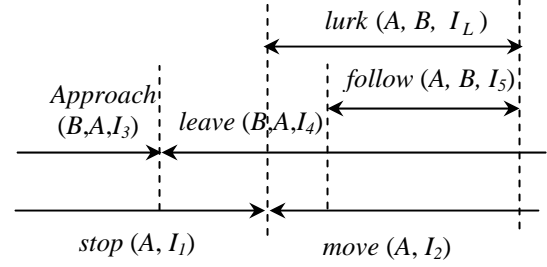 lurk (A, B, I_L )
follow (A, B, I_5)
Approach
(B,A,I_3)
leave (B,A,I_4)
stop (A, I_1)
move (A, I_2)